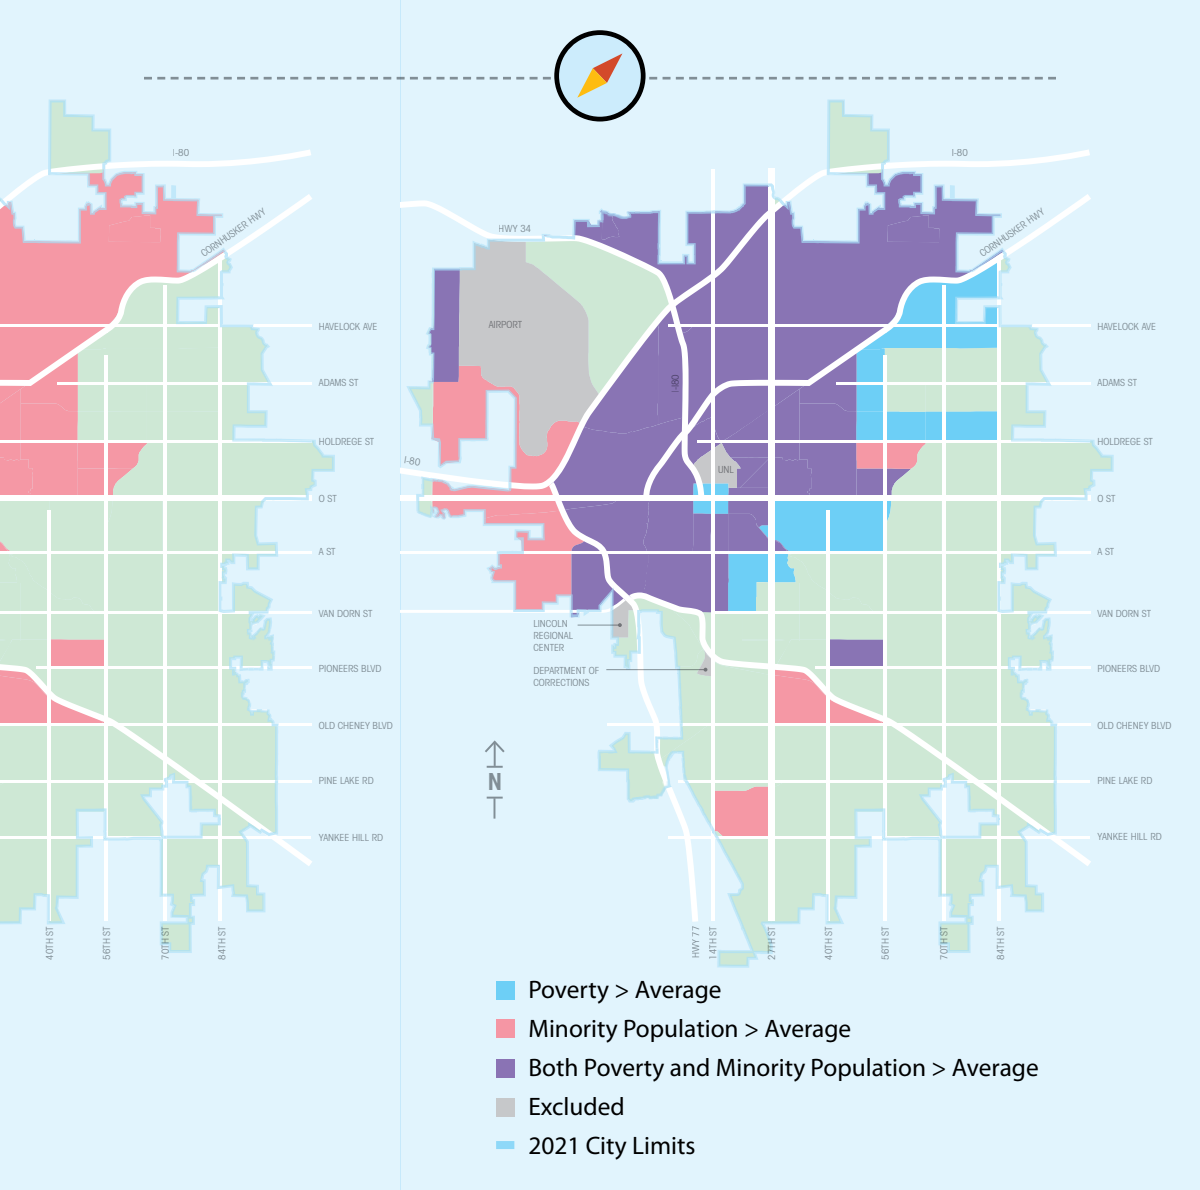 I-80
CORNHUSKER HWY
HAVELOCK AVE
ADAMS ST
HOLDREGE ST
O ST
A ST
VAN DORN ST
PIONEERS BLVD
OLD CHENEY BLVD
PINE LAKE RD
YANKEE HILL RD
40TH ST
56TH ST
70TH ST
84TH ST
I-80
HWY 34
CORNHUSKER HWY
AIRPORT
HAVELOCK AVE
I-80
ADAMS ST
HOLDREGE ST
I-80
UNL
O ST
A ST
VAN DORN ST
LINCOLN
REGIONAL
CENTER
DEPARTMENT OF
CORRECTIONS
PIONEERS BLVD
OLD CHENEY BLVD
N
PINE LAKE RD
YANKEE HILL RD
HWY 77
14TH ST
27TH ST
40TH ST
56TH ST
70TH ST
84TH ST
Poverty > Average
Minority Population > Average
Both Poverty and Minority Population > Average
Excluded
2021 City Limits